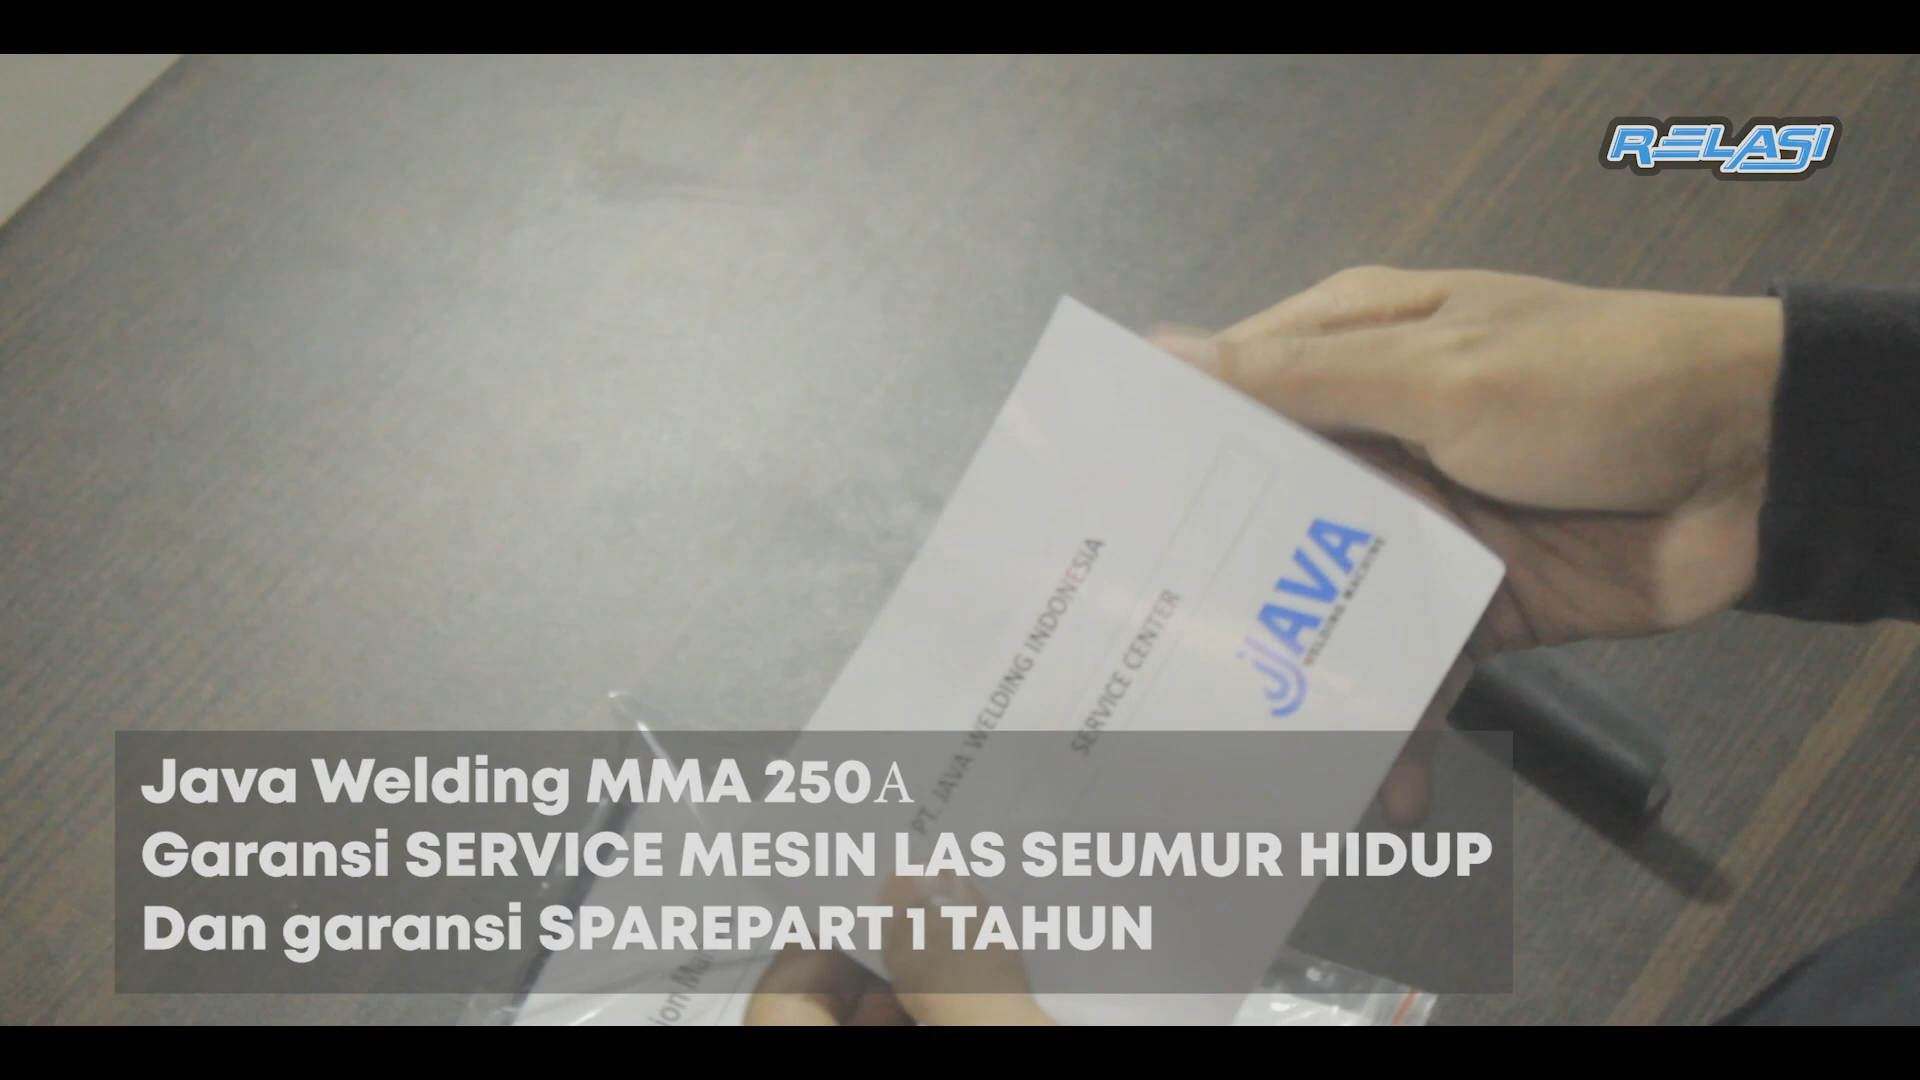 RELASI
PT. JAVA WELDING INDONESIA
SERVICE CENTER
JAVA
WELDING MACHINE
Java Welding MMA 250A
Garansi SERVICE MESIN LAS SEUMUR HIDUP
Dan garansi SPAREPART 1 TAHUN